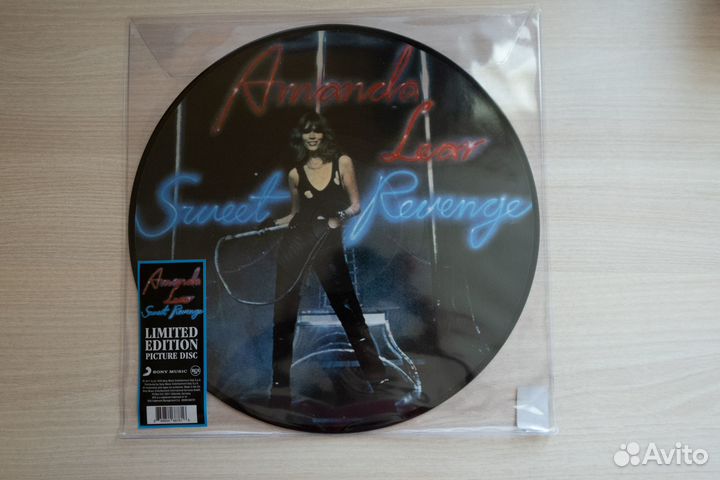 Amanda
Lear
Sweet Revenge
Amanda
Lear
Sweet Revenge
LIMITED
EDITION
PICTURE DISC
SONY MUSIC
RCA
Avito